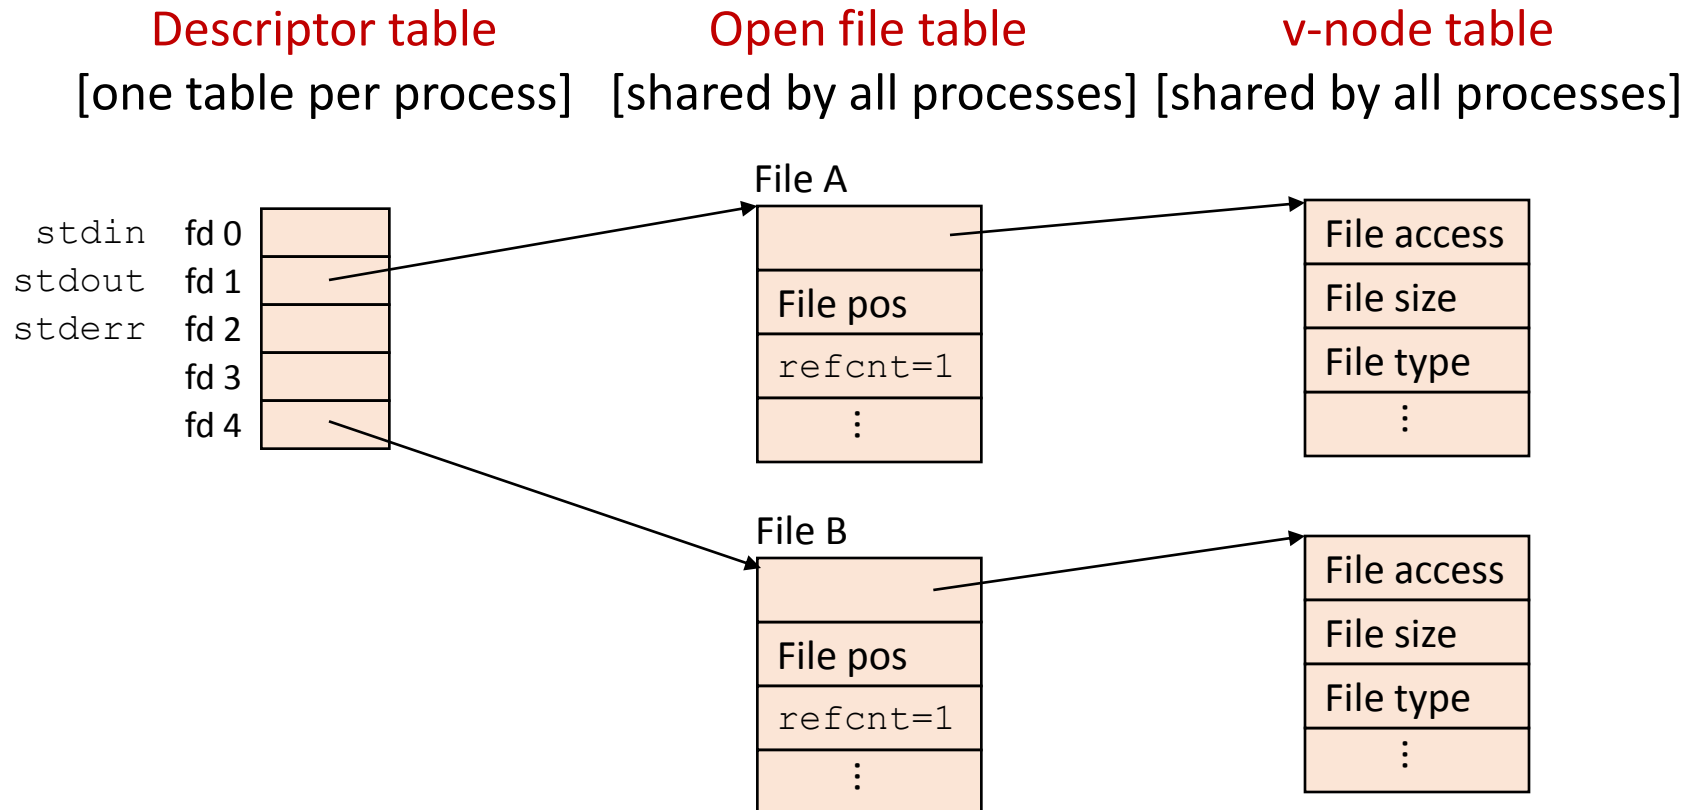 Descriptor table
[one table per process]
Open file table
[shared by all processes]
v-node table
[shared by all processes]
stdin fd 0
stdout fd 1
stderr fd 2
fd 3
fd 4
File A
File pos
refcnt=1
⋮
File access
File size
File type
⋮
File B
File pos
refcnt=1
⋮
File access
File size
File type
⋮